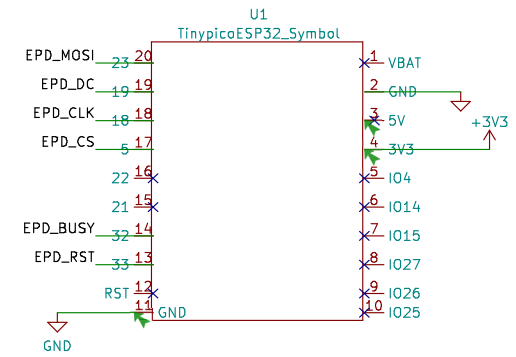 U1
TinypicoESP32_Symbol
EPD_MOSI 23 20 1 VBAT
EPD_DC 19 19 2 GND
EPD_CLK 18 18 3 5V +3V3
EPD_CS 5 17 4 3V3
22 16 5 IO4
21 15 6 IO14
EPD_BUSY 32 14 7 IO15
EPD_RST 33 13 8 IO27
RST 12 9 IO26
11 GND 10 IO25
GND